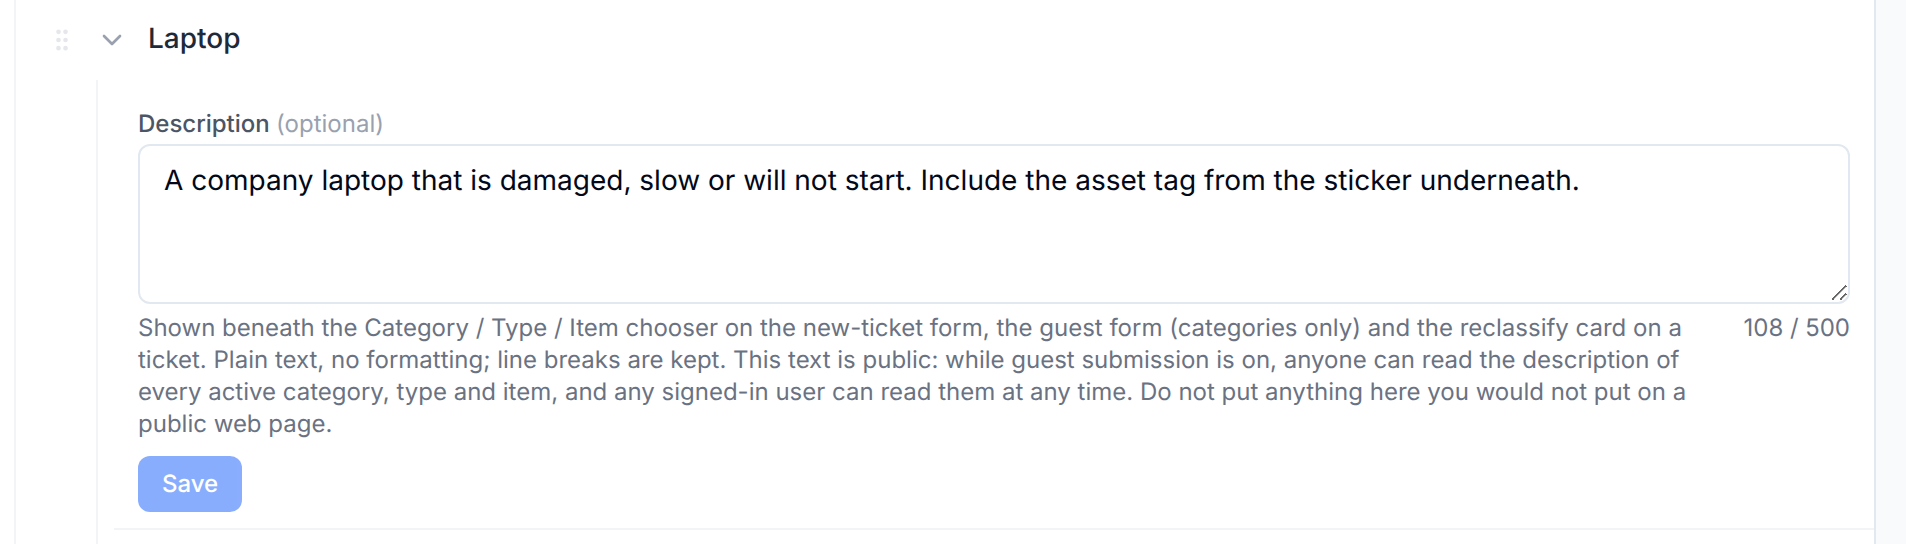 Laptop
Description (optional)
A company laptop that is damaged, slow or will not start. Include the asset tag from the sticker underneath.
Shown beneath the Category / Type / Item chooser on the new-ticket form, the guest form (categories only) and the reclassify card on a
108 / 500
ticket. Plain text, no formatting; line breaks are kept. This text is public: while guest submission is on, anyone can read the description of
every active category, type and item, and any signed-in user can read them at any time. Do not put anything here you would not put on a
public web page.
Save